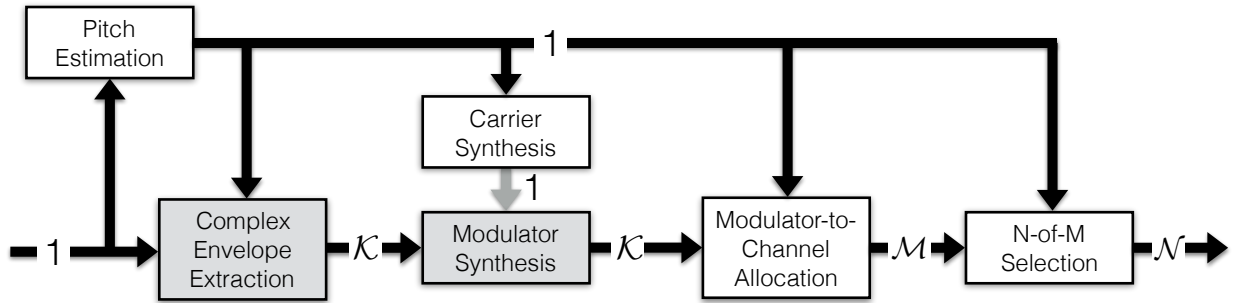 Pitch
Estimation
1
Carrier
Synthesis
1
1
Complex
Envelope
Extraction
𝒦
Modulator
Synthesis
𝒦
Modulator-to-
Channel
Allocation
ℳ
N-of-M
Selection
𝒩